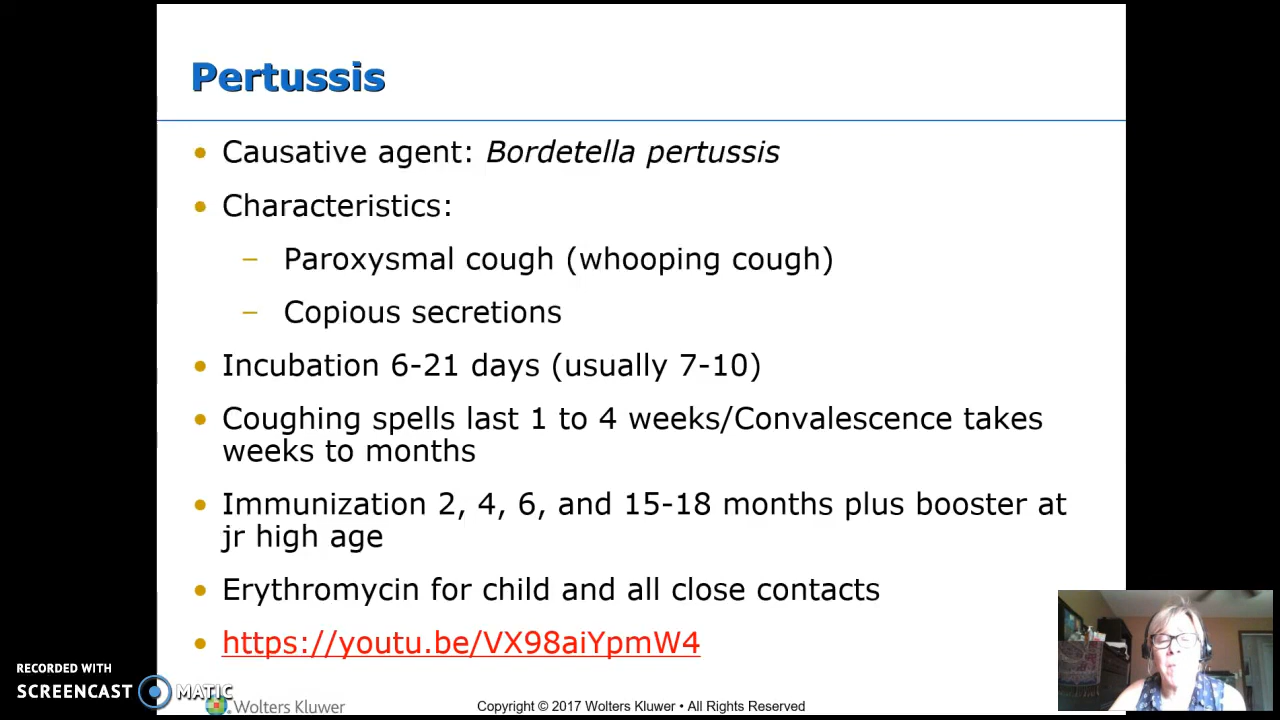 Pertussis
• Causative agent: Bordetella pertussis
• Characteristics:
– Paroxysmal cough (whooping cough)
– Copious secretions
• Incubation 6-21 days (usually 7-10)
• Coughing spells last 1 to 4 weeks/Convalescence takes
weeks to months
• Immunization 2, 4, 6, and 15-18 months plus booster at
jr high age
• Erythromycin for child and all close contacts
• https://youtu.be/VX98aiYpmW4
RECORDED WITH
SCREENCAST MATIC
Wolters Kluwer
Copyright © 2017 Wolters Kluwer • All Rights Reserved